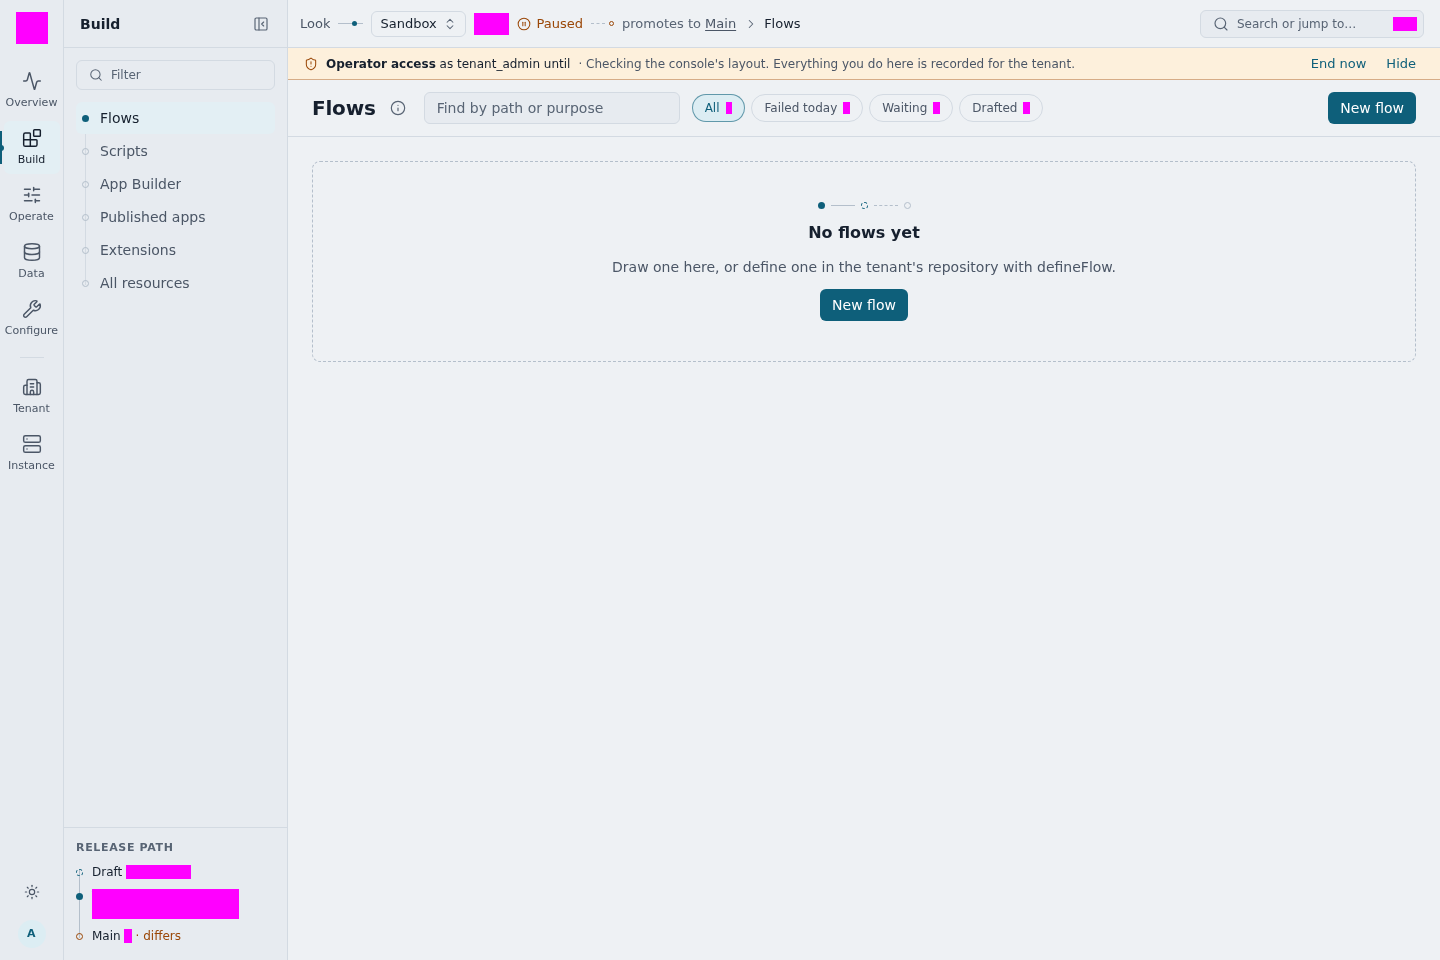 Build
Look
Sandbox
Paused
promotes to Main
Flows
Search or jump to...
Operator access as tenant_admin until · Checking the console's layout. Everything you do here is recorded for the tenant.
End now
Hide
Overview
Build
Operate
Data
Configure
Tenant
Instance
A
Filter
Flows
Scripts
App Builder
Published apps
Extensions
All resources
RELEASE PATH
Draft
Main · differs
Flows
Find by path or purpose
All
Failed today
Waiting
Drafted
New flow
No flows yet
Draw one here, or define one in the tenant's repository with defineFlow.
New flow